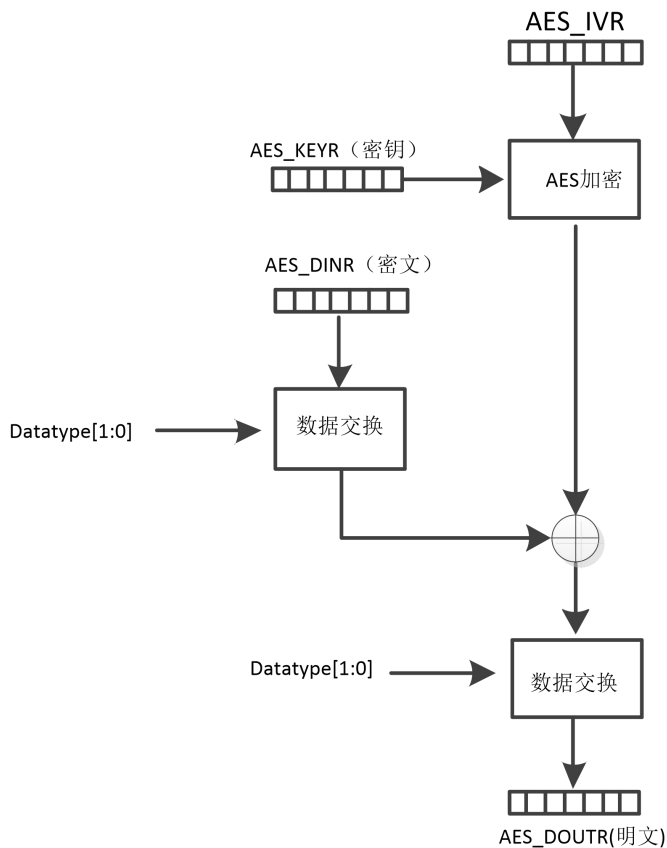 AES_IVR
AES_KEYR（密钥）
AES加密
AES_DINR（密文）
数据交换
Datatype[1:0]
Datatype[1:0]
数据交换
AES_DOUTR(明文)